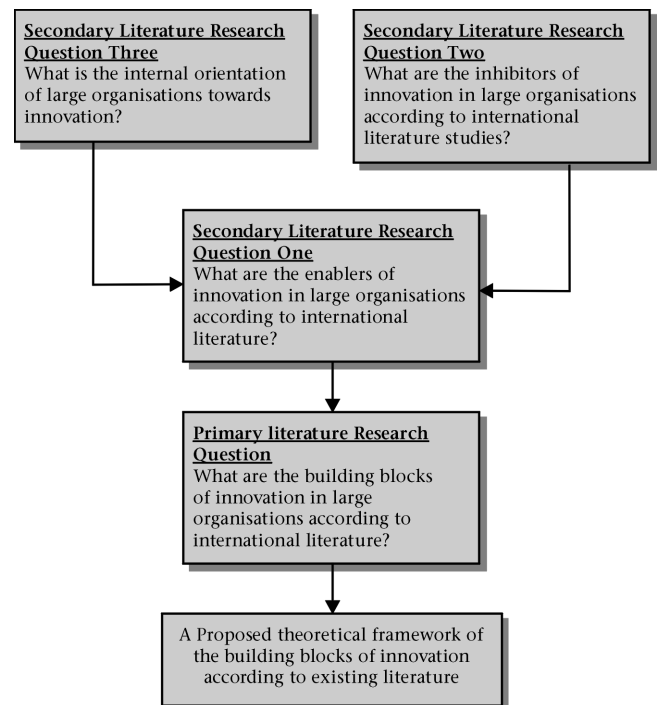 Secondary Literature Research
Question Three
What is the internal orientation
of large organisations towards
innovation?
Secondary Literature Research
Question Two
What are the inhibitors of
innovation in large organisations
according to international
literature studies?
Secondary Literature Research
Question One
What are the enablers of
innovation in large organisations
according to international
literature?
Primary literature Research
Question
What are the building blocks
of innovation in large
organisations according to
international literature?
A Proposed theoretical framework of
the building blocks of innovation
according to existing literature